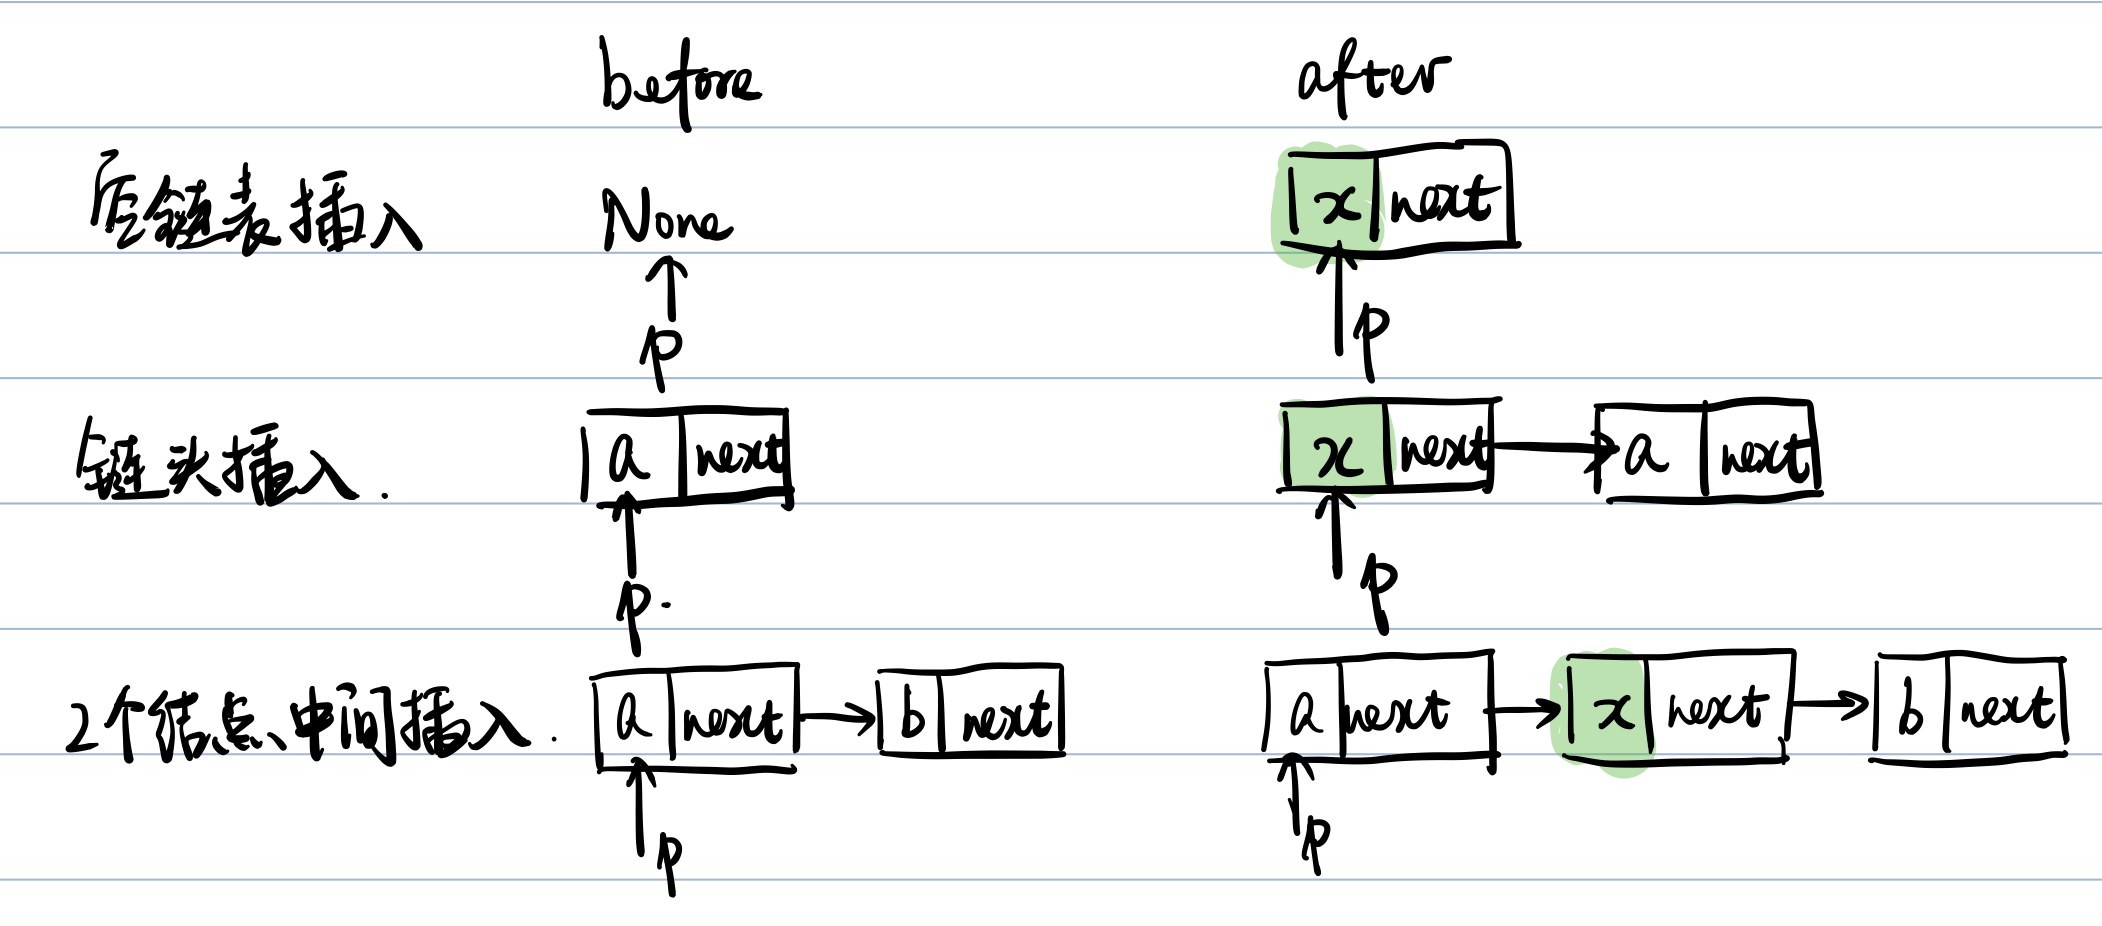 before after
后链表插入 None x next
p p
链头插入. a next x next a next
p. p
2个结点、中间插入. a next b next a next x next b next
p p